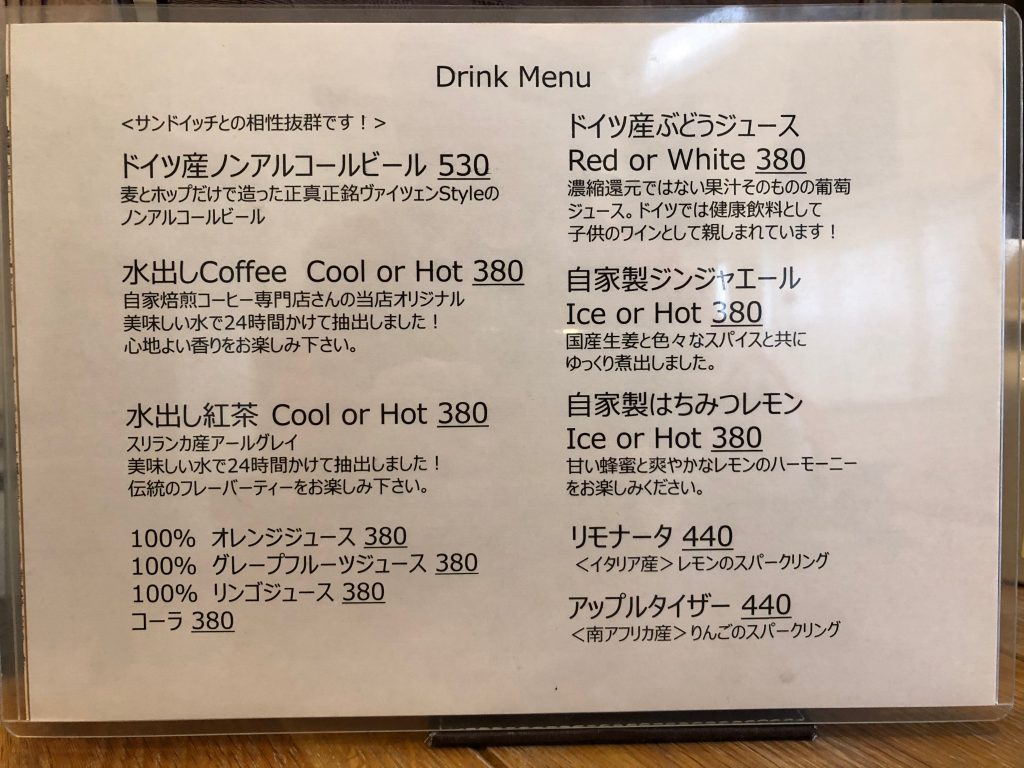 Drink Menu
<サンドイッチとの相性抜群です！>
ドイツ産ノンアルコールビール 530
麦とホップだけで造った正真正銘ヴァイツェンStyleの
ノンアルコールビール
水出しCoffee Cool or Hot 380
自家焙煎コーヒー専門店さんの当店オリジナル
美味しい水で24時間かけて抽出しました！
心地よい香りをお楽しみ下さい。
水出し紅茶 Cool or Hot 380
スリランカ産アールグレイ
美味しい水で24時間かけて抽出しました！
伝統のフレーバーティーをお楽しみ下さい。
100% オレンジジュース 380
100% グレープフルーツジュース 380
100% リンゴジュース 380
コーラ 380
ドイツ産ぶどうジュース
Red or White 380
濃縮還元ではない果汁そのものの葡萄
ジュース。ドイツでは健康飲料として
子供のワインとして親しまれています！
自家製ジンジャエール
Ice or Hot 380
国産生姜と色々なスパイスと共に
ゆっくり煮出しました。
自家製はちみつレモン
Ice or Hot 380
甘い蜂蜜と爽やかなレモンのハーモーニー
をお楽しみください。
リモナータ 440
＜イタリア産＞レモンのスパークリング
アップルタイザー 440
＜南アフリカ産＞りんごのスパークリング